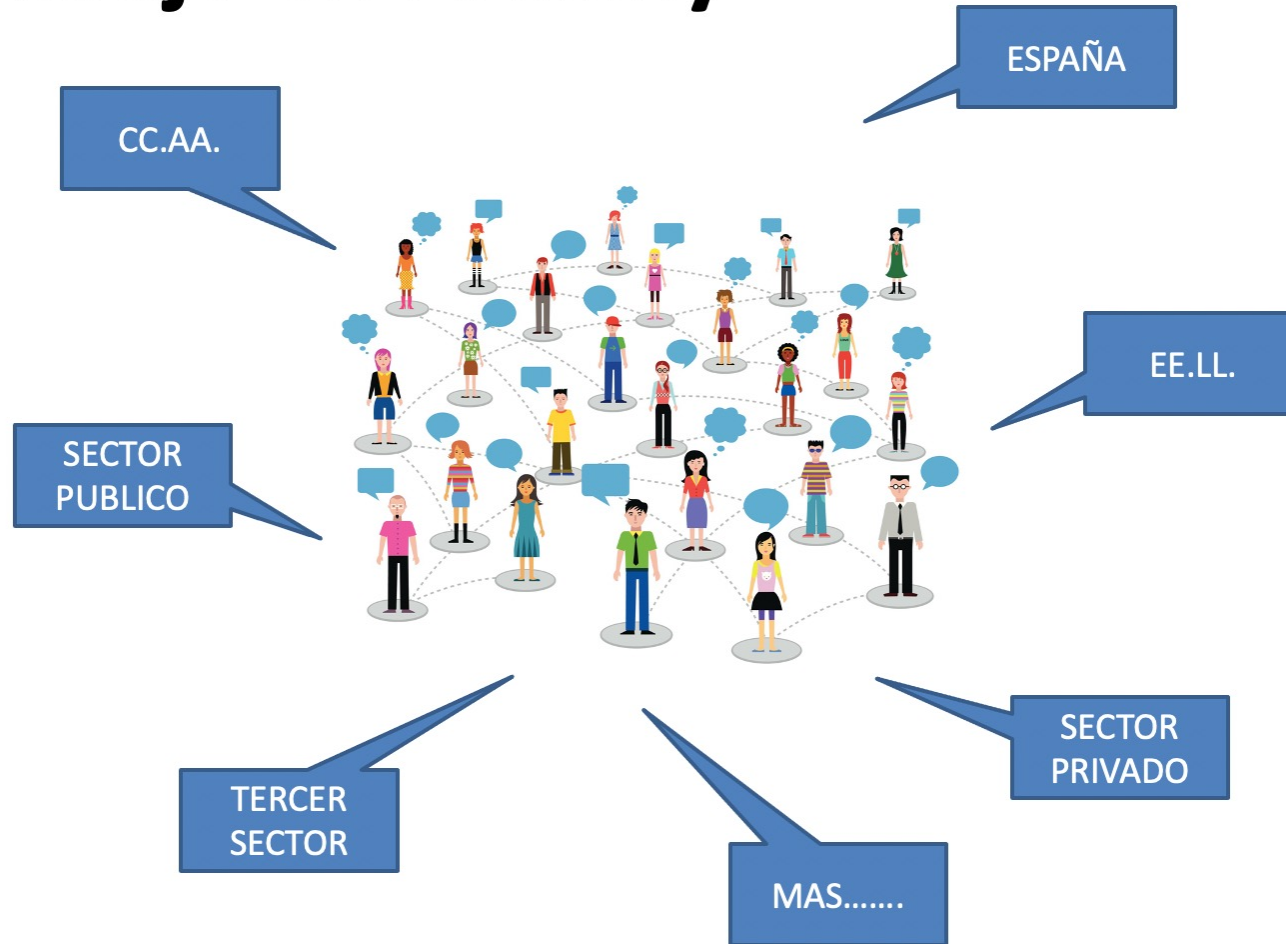 ESPAÑA
CC.AA.
EE.LL.
SECTOR
PUBLICO
SECTOR
PRIVADO
TERCER
SECTOR
MAS…....